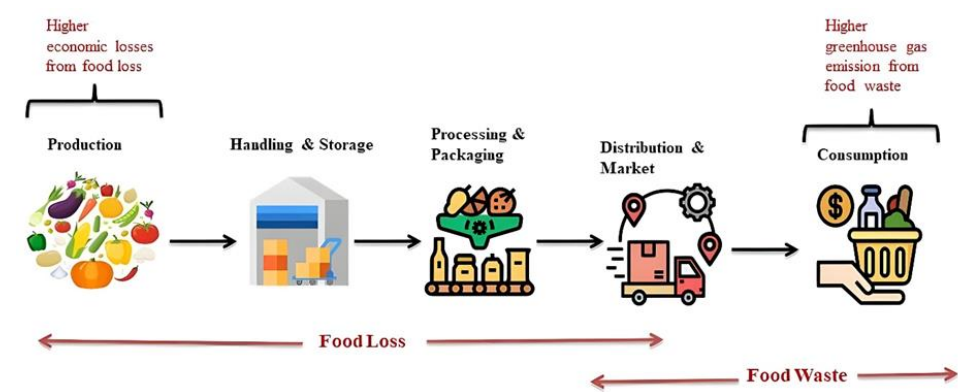 Higher
economic losses
from food loss
Higher
greenhouse gas
emission from
food waste
Production
Handling & Storage
Processing &
Packaging
Distribution &
Market
Consumption
$
Food Loss
Food Waste